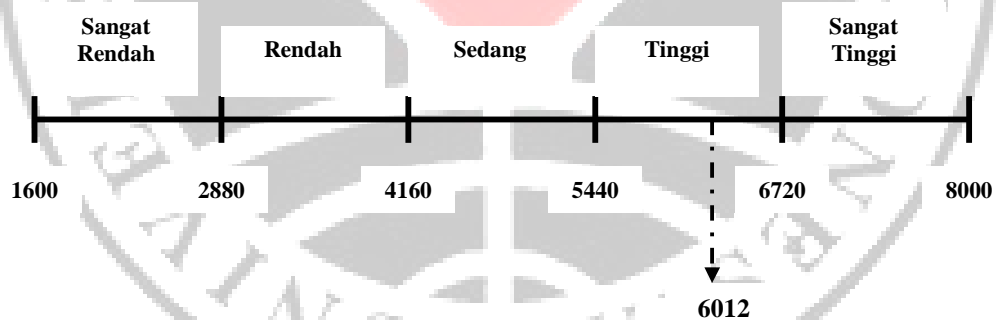 Sangat
Rendah
Rendah
Sedang
Tinggi
Sangat
Tinggi
1600
2880
4160
5440
6720
8000
6012